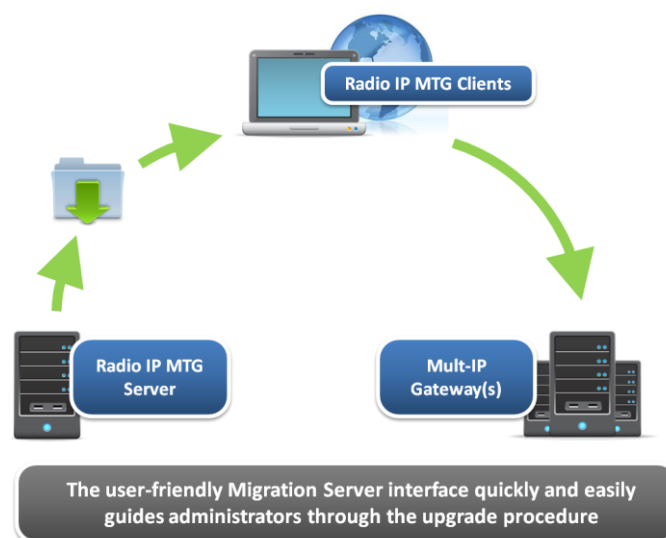 Radio IP MTG Clients
Radio IP MTG
Server
Mult-IP
Gateway(s)
The user-friendly Migration Server interface quickly and easily
guides administrators through the upgrade procedure